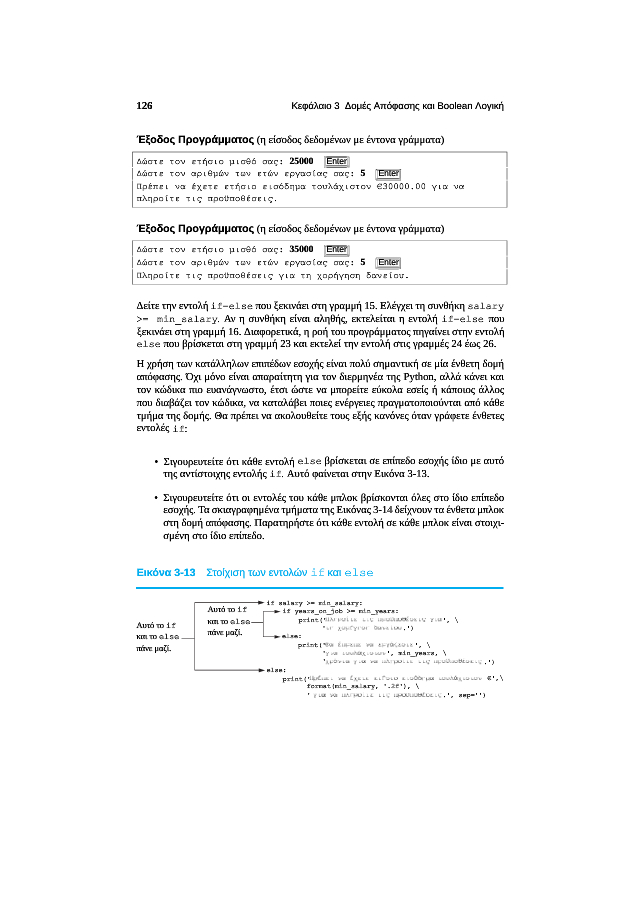 126
Κεφάλαιο 3 Δομές Απόφασης και Boolean Λογική
Έξοδος Προγράμματος (η είσοδος δεδομένων με έντονα γράμματα)
Δώστε τον ετήσιο μισθό σας: 25000 Enter
Δώστε τον αριθμών των ετών εργασίας σας: 5 Enter
Πρέπει να έχετε ετήσιο εισόδημα τουλάχιστον €30000.00 για να
πληροίτε τις προϋποθέσεις.
Έξοδος Προγράμματος (η είσοδος δεδομένων με έντονα γράμματα)
Δώστε τον ετήσιο μισθό σας: 35000 Enter
Δώστε τον αριθμών των ετών εργασίας σας: 5 Enter
Πληροίτε τις προϋποθέσεις για τη χορήγηση δανείου.
Δείτε την εντολή if-else που ξεκινάει στη γραμμή 15. Ελέγχει τη συνθήκη salary
>= min_salary. Αν η συνθήκη είναι αληθής, εκτελείται η εντολή if-else που
ξεκινάει στη γραμμή 16. Διαφορετικά, η ροή του προγράμματος πηγαίνει στην εντολή
else που βρίσκεται στη γραμμή 23 και εκτελεί την εντολή στις γραμμές 24 έως 26.
Η χρήση των κατάλληλων επιπέδων εσοχής είναι πολύ σημαντική σε μία ένθετη δομή
απόφασης. Όχι μόνο είναι απαραίτητη για τον διερμηνέα της Python, αλλά κάνει και
τον κώδικα πιο ευανάγνωστο, έτσι ώστε να μπορείτε εύκολα εσείς ή κάποιος άλλος
που διαβάζει τον κώδικα, να καταλάβει ποιες ενέργειες πραγματοποιούνται από κάθε
τμήμα της δομής. Θα πρέπει να ακολουθείτε τους εξής κανόνες όταν γράφετε ένθετες
εντολές if:
• Σιγουρευτείτε ότι κάθε εντολή else βρίσκεται σε επίπεδο εσοχής ίδιο με αυτό
της αντίστοιχης εντολής if. Αυτό φαίνεται στην Εικόνα 3-13.
• Σιγουρευτείτε ότι οι εντολές του κάθε μπλοκ βρίσκονται όλες στο ίδιο επίπεδο
εσοχής. Τα σκιαγραφημένα τμήματα της Εικόνας 3-14 δείχνουν τα ένθετα μπλοκ
στη δομή απόφασης. Παρατηρήστε ότι κάθε εντολή σε κάθε μπλοκ είναι στοιχι-
σμένη στο ίδιο επίπεδο.
Εικόνα 3-13 Στοίχιση των εντολών if και else
Αυτό το if
και το else
πάνε μαζί.
Αυτό το if
και το else
πάνε μαζί.
if salary >= min_salary:
if years_on_job >= min_years:
print('Πληροίτε τις προϋποθέσεις για', \
'τη χορήγηση δανείου.')
else:
print('Θα πρέπει να εργάζεστε', \
'για τουλάχιστον', min_years, \
'χρόνια για να πληροίτε τις προϋποθέσεις.')
else:
print('Πρέπει να έχετε ετήσιο εισόδημα τουλάχιστον €',\
format(min_salary, '.2f'), \
' για να πληροίτε τις προϋποθέσεις.', sep='')